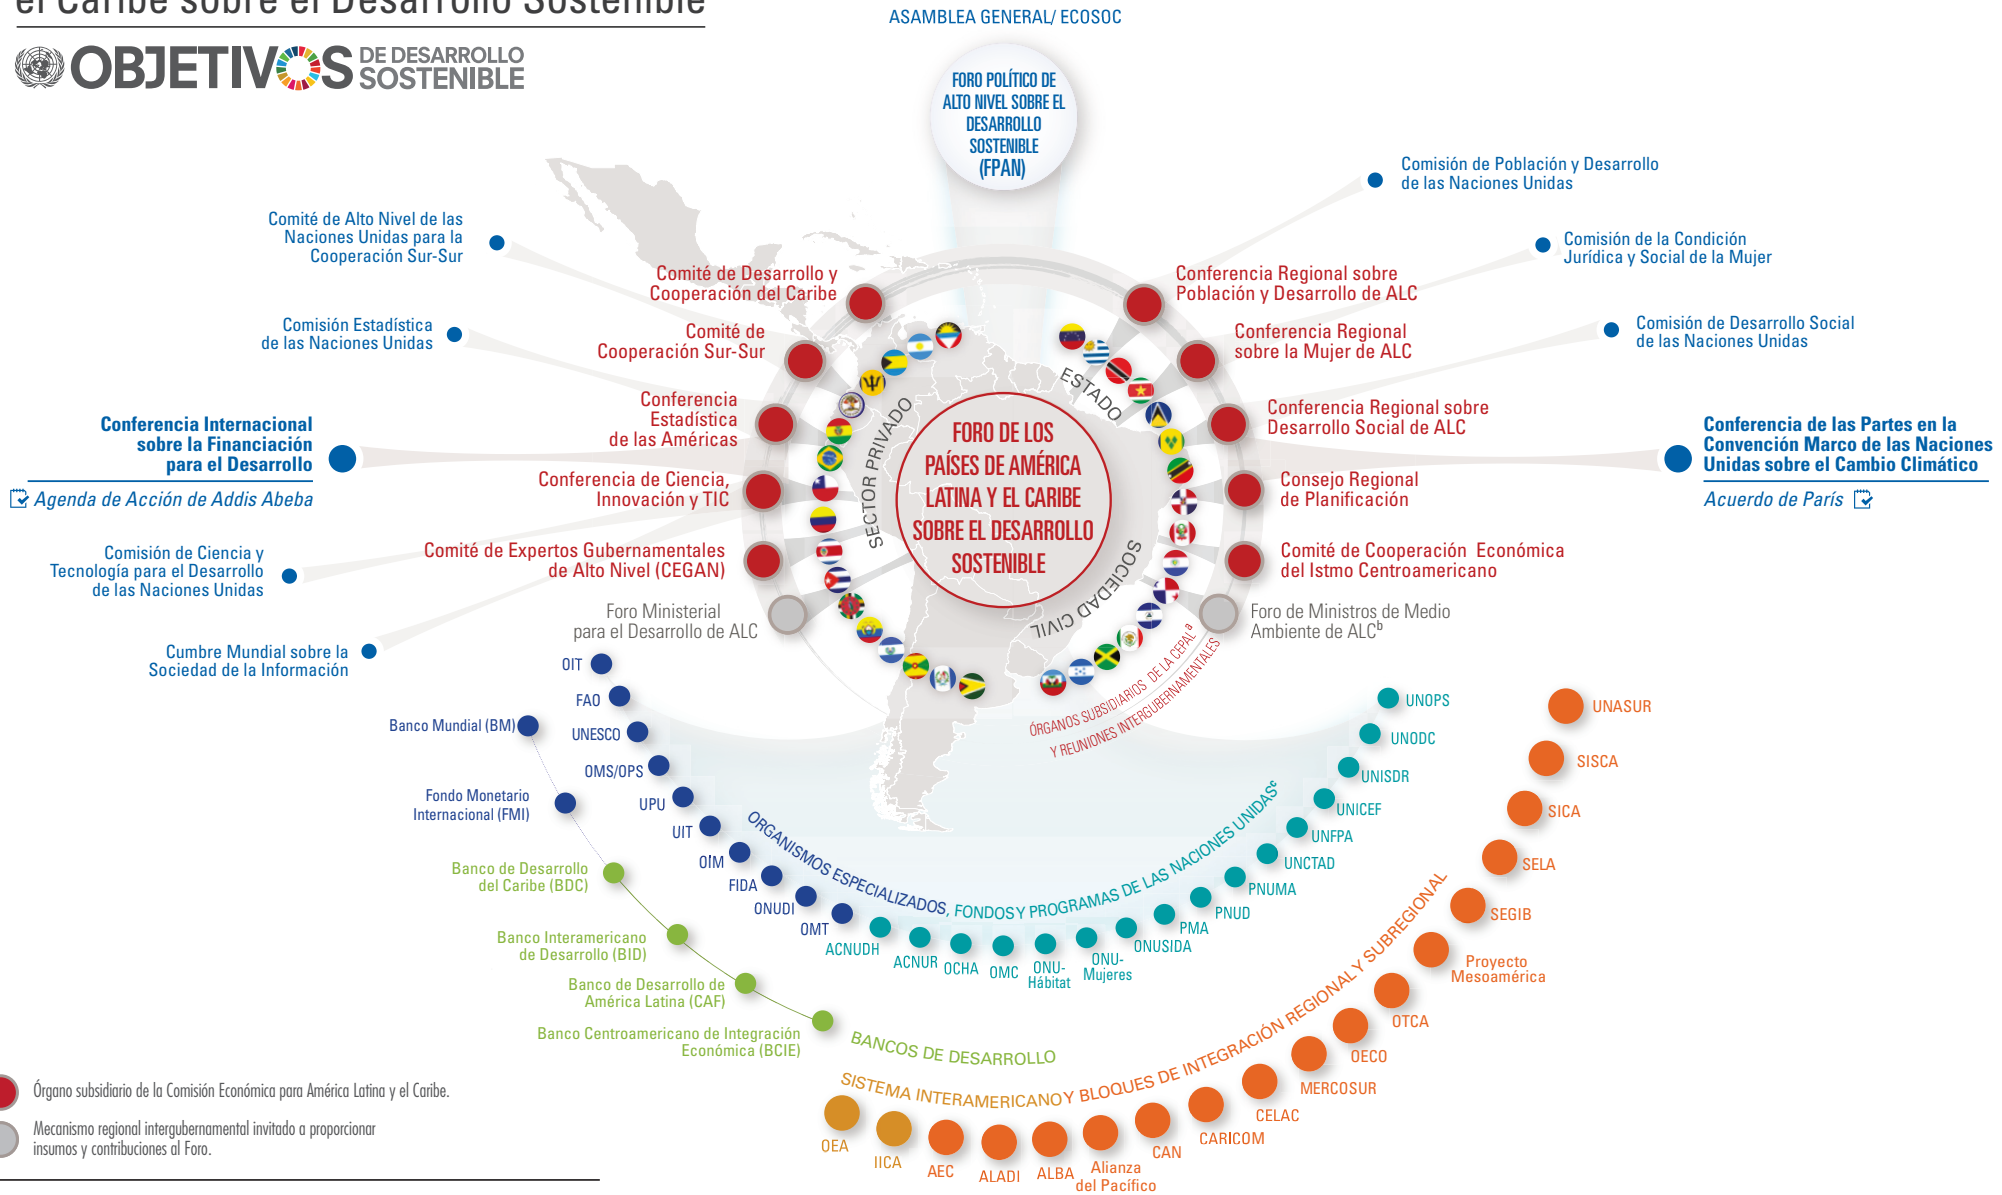 el Caribe sobre el Desarrollo Sostenible
OBJETIVOS DE DESARROLLO
SOSTENIBLE
ASAMBLEA GENERAL/ ECOSOC
FORO POLÍTICO DE
ALTO NIVEL SOBRE EL
DESARROLLO
SOSTENIBLE
(FPAN)
Comité de Alto Nivel de las
Naciones Unidas para la
Cooperación Sur-Sur
Comisión Estadística
de las Naciones Unidas
Conferencia Internacional
sobre la Financiación
para el Desarrollo
Agenda de Acción de Addis Abeba
Comisión de Ciencia y
Tecnología para el Desarrollo
de las Naciones Unidas
Cumbre Mundial sobre la
Sociedad de la Información
Comité de Desarrollo y
Cooperación del Caribe
Comité de
Cooperación Sur-Sur
Conferencia
Estadística
de las Américas
Conferencia de Ciencia,
Innovación y TIC
Comité de Expertos Gubernamentales
de Alto Nivel (CEGAN)
Foro Ministerial
para el Desarrollo de ALC
SECTOR PRIVADO
ESTADO
SOCIEDAD CIVIL
FORO DE LOS
PAÍSES DE AMÉRICA
LATINA Y EL CARIBE
SOBRE EL DESARROLLO
SOSTENIBLE
Conferencia Regional sobre
Población y Desarrollo de ALC
Conferencia Regional
sobre la Mujer de ALC
Conferencia Regional sobre
Desarrollo Social de ALC
Consejo Regional
de Planificación
Comité de Cooperación Económica
del Istmo Centroamericano
Foro de Ministros de Medio
Ambiente de ALCᵇ
ÓRGANOS SUBSIDIARIOS DE LA CEPALª
Y REUNIONES INTERGUBERNAMENTALES
Comisión de Población y Desarrollo
de las Naciones Unidas
Comisión de la Condición
Jurídica y Social de la Mujer
Comisión de Desarrollo Social
de las Naciones Unidas
Conferencia de las Partes en la
Convención Marco de las Naciones
Unidas sobre el Cambio Climático
Acuerdo de París
OIT
FAO
UNESCO
OMS/OPS
UPU
UIT
OIM
FIDA
ONUDI
OMT
ACNUDH
ACNUR
OCHA
OMC
ONU-
Hábitat
ONU-
Mujeres
ONUSIDA
PMA
PNUD
PNUMA
UNCTAD
UNFPA
UNICEF
UNISDR
UNODC
UNOPS
ORGANISMOS ESPECIALIZADOS, FONDOS Y PROGRAMAS DE LAS NACIONES UNIDASᶜ
Banco Mundial (BM)
Fondo Monetario
Internacional (FMI)
Banco de Desarrollo
del Caribe (BDC)
Banco Interamericano
de Desarrollo (BID)
Banco de Desarrollo de
América Latina (CAF)
Banco Centroamericano de Integración
Económica (BCIE)
BANCOS DE DESARROLLO
SISTEMA INTERAMERICANO Y BLOQUES DE INTEGRACIÓN REGIONAL Y SUBREGIONAL
OEA
IICA
AEC
ALADI
ALBA
Alianza
del Pacífico
CAN
CARICOM
CELAC
MERCOSUR
OECO
OTCA
Proyecto
Mesoamérica
SEGIB
SELA
SICA
SISCA
UNASUR
Órgano subsidiario de la Comisión Económica para América Latina y el Caribe.
Mecanismo regional intergubernamental invitado a proporcionar
insumos y contribuciones al Foro.